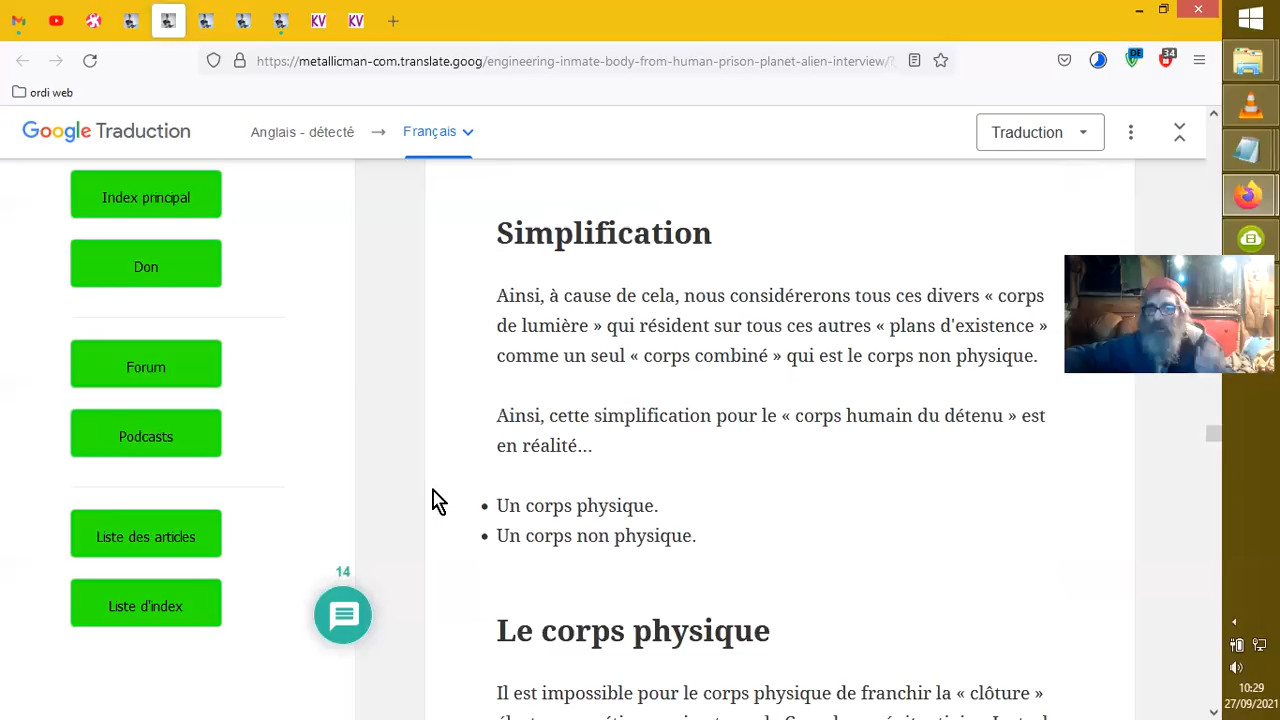 KV
KV
https://metallicman-com.translate.goog/engineering-inmate-body-from-human-prison-planet-alien-interview/?
DE
34
ordi web
Google Traduction
Anglais - détecté
Français
Traduction
Index principal
Don
Forum
Podcasts
Liste des articles
Liste d'index
14
Simplification
Ainsi, à cause de cela, nous considérerons tous ces divers « corps
de lumière » qui résident sur tous ces autres « plans d'existence »
comme un seul « corps combiné » qui est le corps non physique.
Ainsi, cette simplification pour le « corps humain du détenu » est
en réalité…
• Un corps physique.
• Un corps non physique.
Le corps physique
Il est impossible pour le corps physique de franchir la « clôture »
10:29
27/09/2021